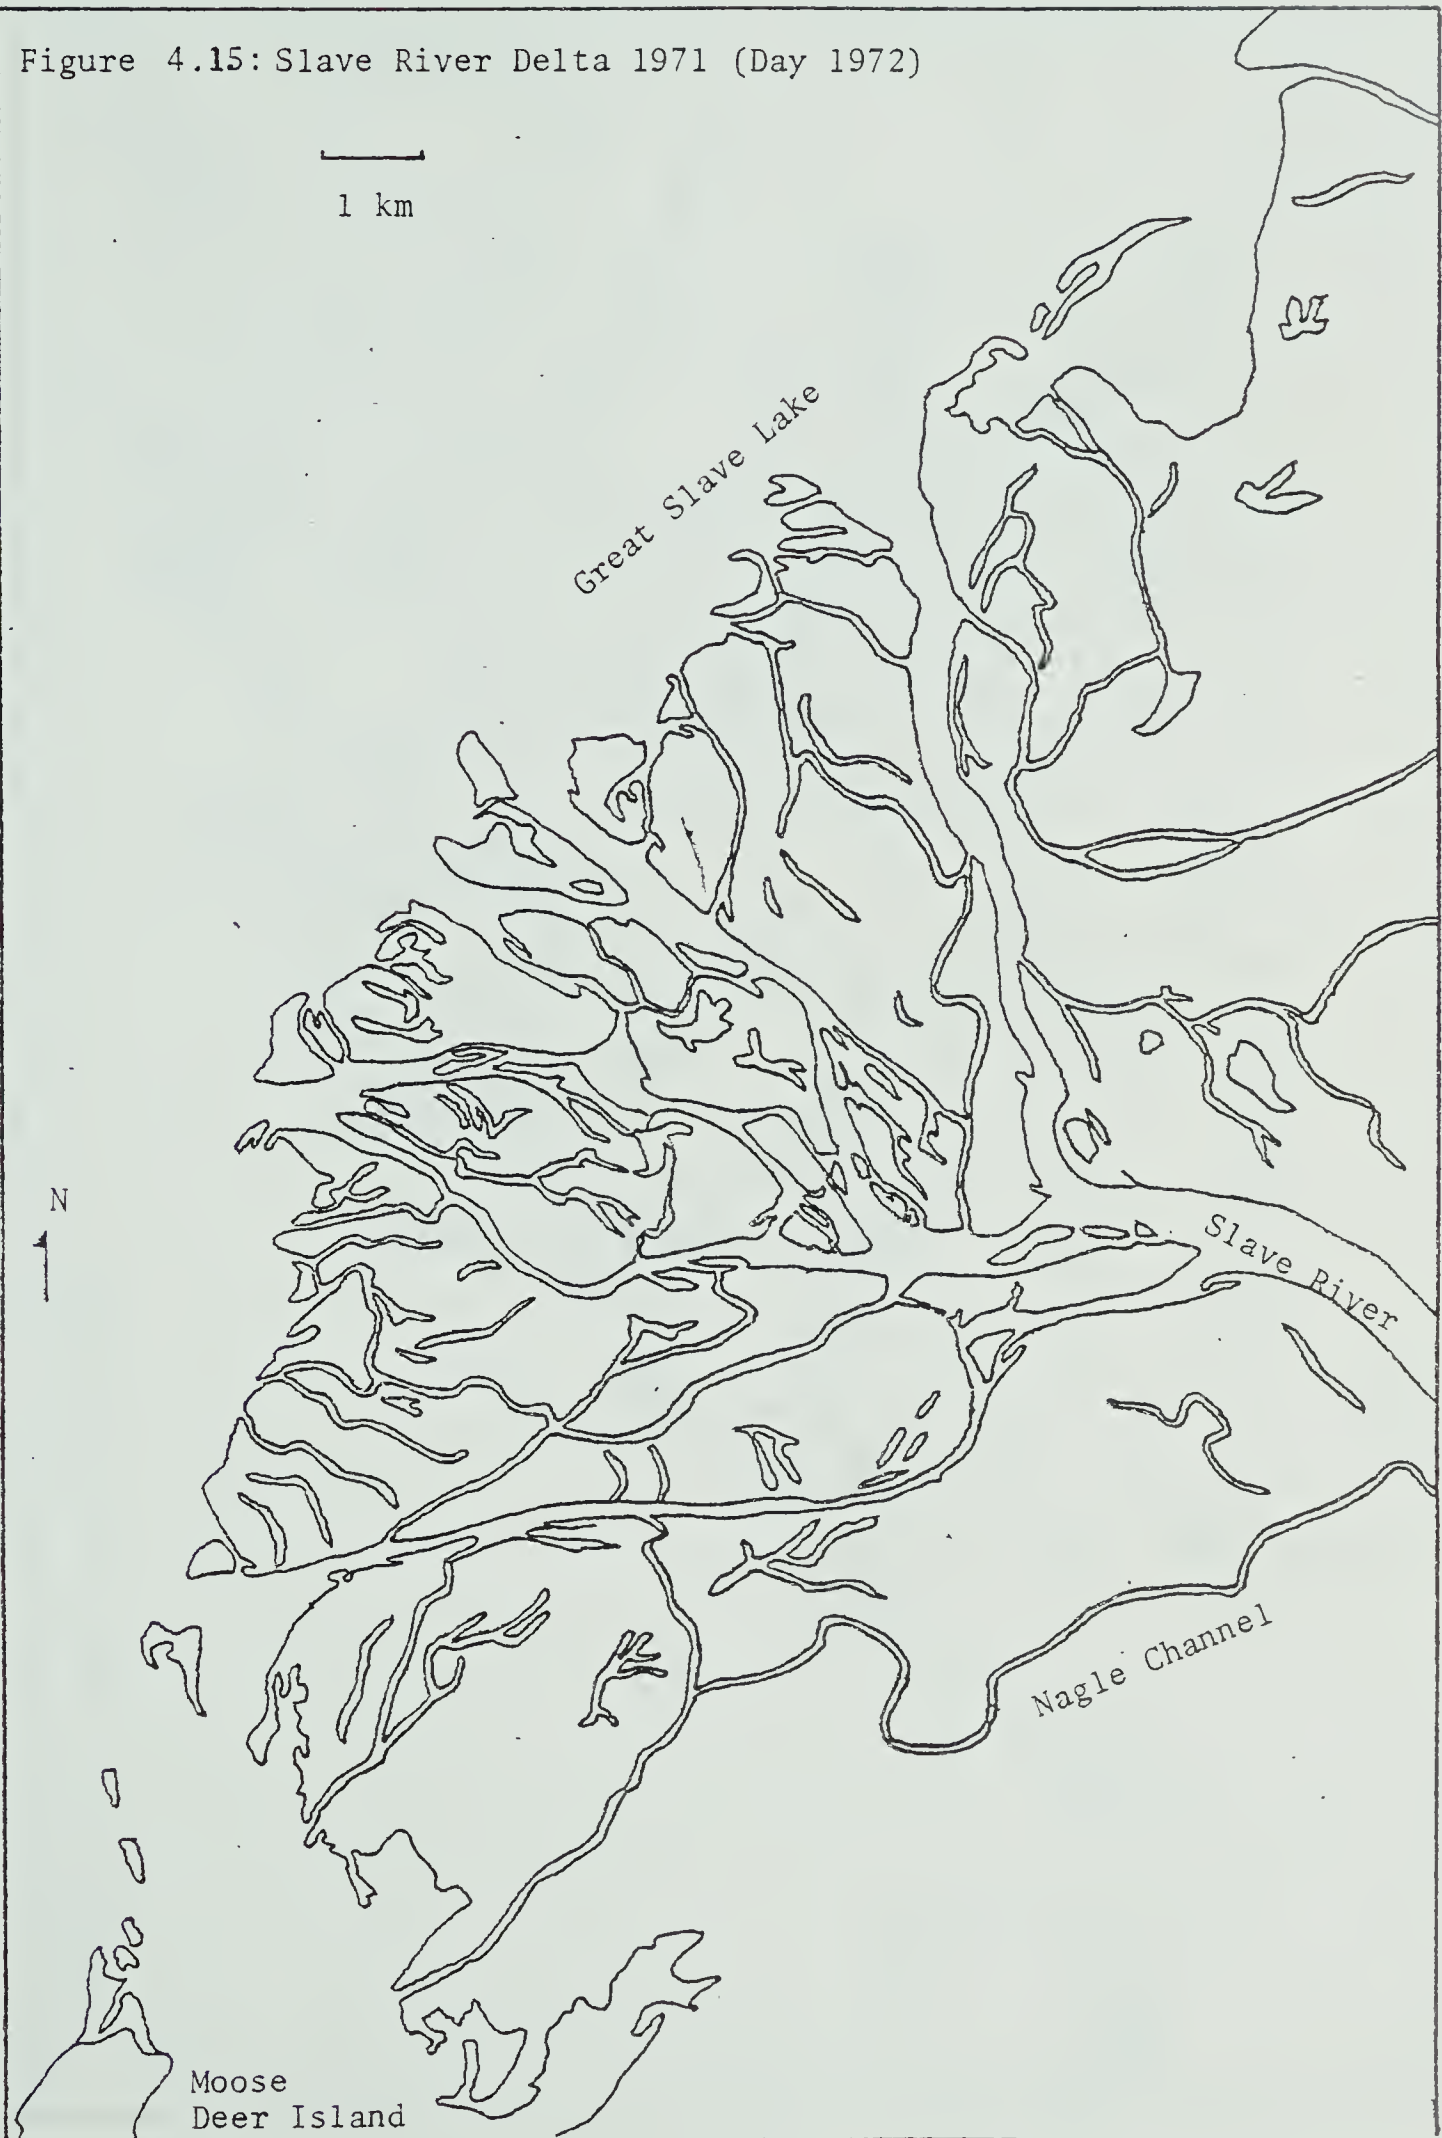 Figure 4.15: Slave River Delta 1971 (Day 1972)
1 km
Great Slave Lake
N
Slave River
Nagle Channel
Moose
Deer Island